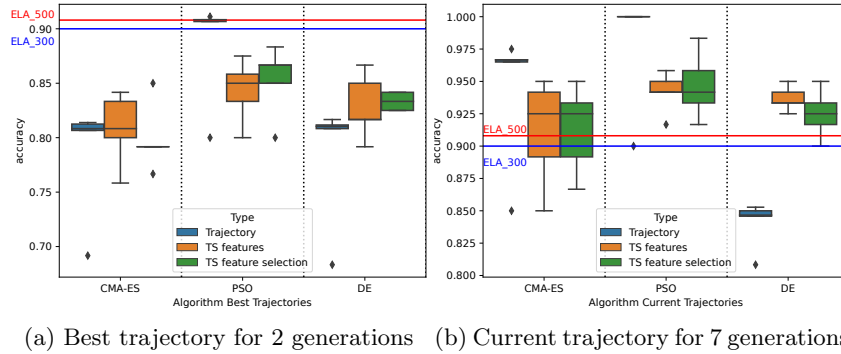 ELA_500
0.90
ELA_300
0.85
0.80
0.75
0.70
accuracy
Type
Trajectory
TS features
TS feature selection
CMA-ES
PSO
DE
Algorithm Best Trajectories
1.000
0.975
0.950
0.925
ELA_500
0.900
ELA_300
0.875
0.850
0.825
0.800
accuracy
Type
Trajectory
TS features
TS feature selection
CMA-ES
PSO
DE
Algorithm Current Trajectories
(a) Best trajectory for 2 generations
(b) Current trajectory for 7 generations